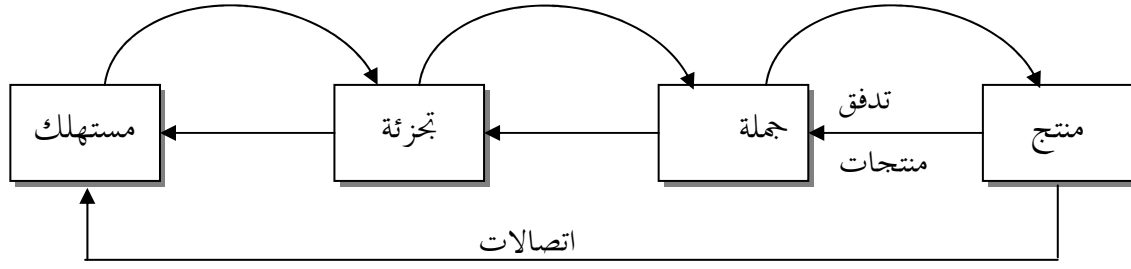 منتج
تدفق
منتجات
جملة
تجزئة
مستهلك
اتصالات